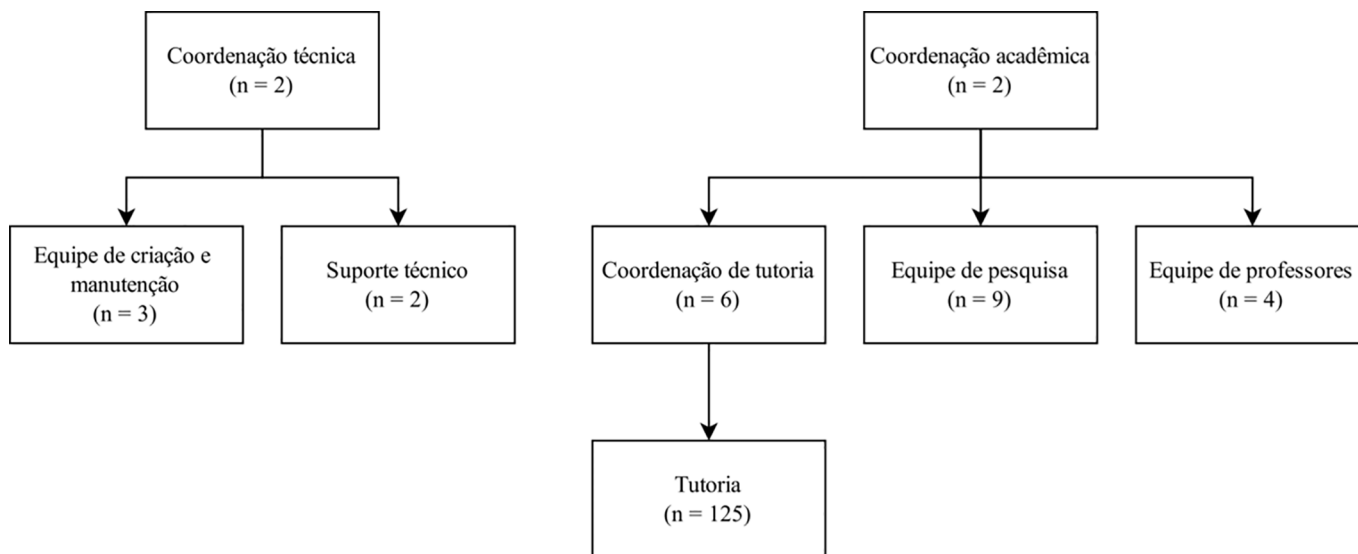 Coordenação técnica
(n = 2)
Coordenação acadêmica
(n = 2)
Equipe de criação e
manutenção
(n = 3)
Suporte técnico
(n = 2)
Coordenação de tutoria
(n = 6)
Equipe de pesquisa
(n = 9)
Equipe de professores
(n = 4)
Tutoria
(n = 125)